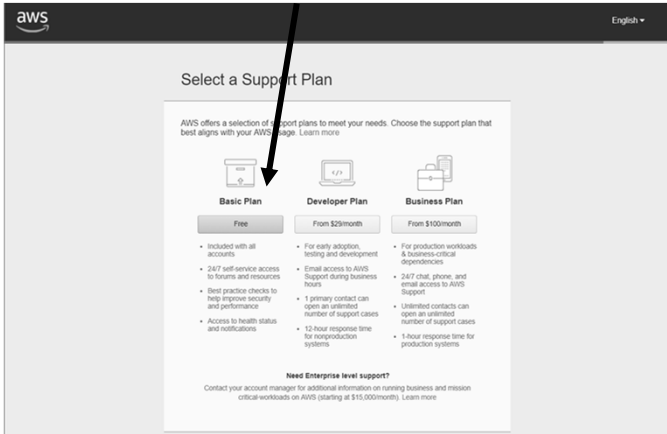 aws
English
Select a Support Plan
AWS offers a selection of support plans to meet your needs. Choose the support plan that
best aligns with your AWS usage. Learn more
</>
Basic Plan
Free
• Included with all
accounts
• 24/7 self-service access
to forums and resources
• Best practice checks to
help improve security
and performance
• Access to health status
and notifications
Developer Plan
From $29/month
• For early adoption,
testing and development
• Email access to AWS
Support during business
hours
• 1 primary contact can
open an unlimited
number of support cases
• 12-hour response time
for nonproduction
systems
Business Plan
From $100/month
• For production workloads
& business-critical
dependencies
• 24/7 chat, phone, and
email access to AWS
Support
• Unlimited contacts can
open an unlimited
number of support cases
• 1-hour response time for
production systems
Need Enterprise level support?
Contact your account manager for additional information on running business and mission
critical-workloads on AWS (starting at $15,000/month). Learn more